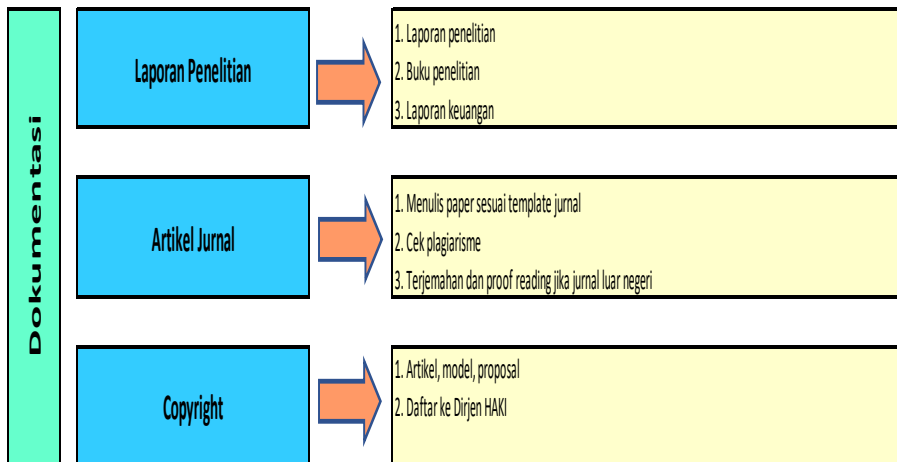 Dokumentasi
Laporan Penelitian
1. Laporan penelitian
2. Buku penelitian
3. Laporan keuangan
Artikel Jurnal
1. Menulis paper sesuai template jurnal
2. Cek plagiarisme
3. Terjemahan dan proof reading jika jurnal luar negeri
Copyright
1. Artikel, model, proposal
2. Daftar ke Dirjen HAKI